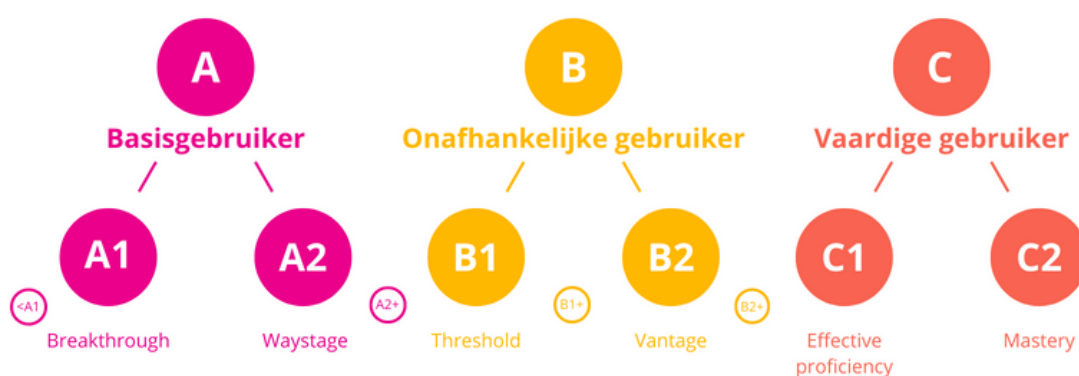 A
B
C
Basisgebruiker
Onafhankelijke gebruiker
Vaardige gebruiker
A1
A2
B1
B2
C1
C2
<A1
A2+
B1+
B2+
Breakthrough
Waystage
Threshold
Vantage
Effective
proficiency
Mastery